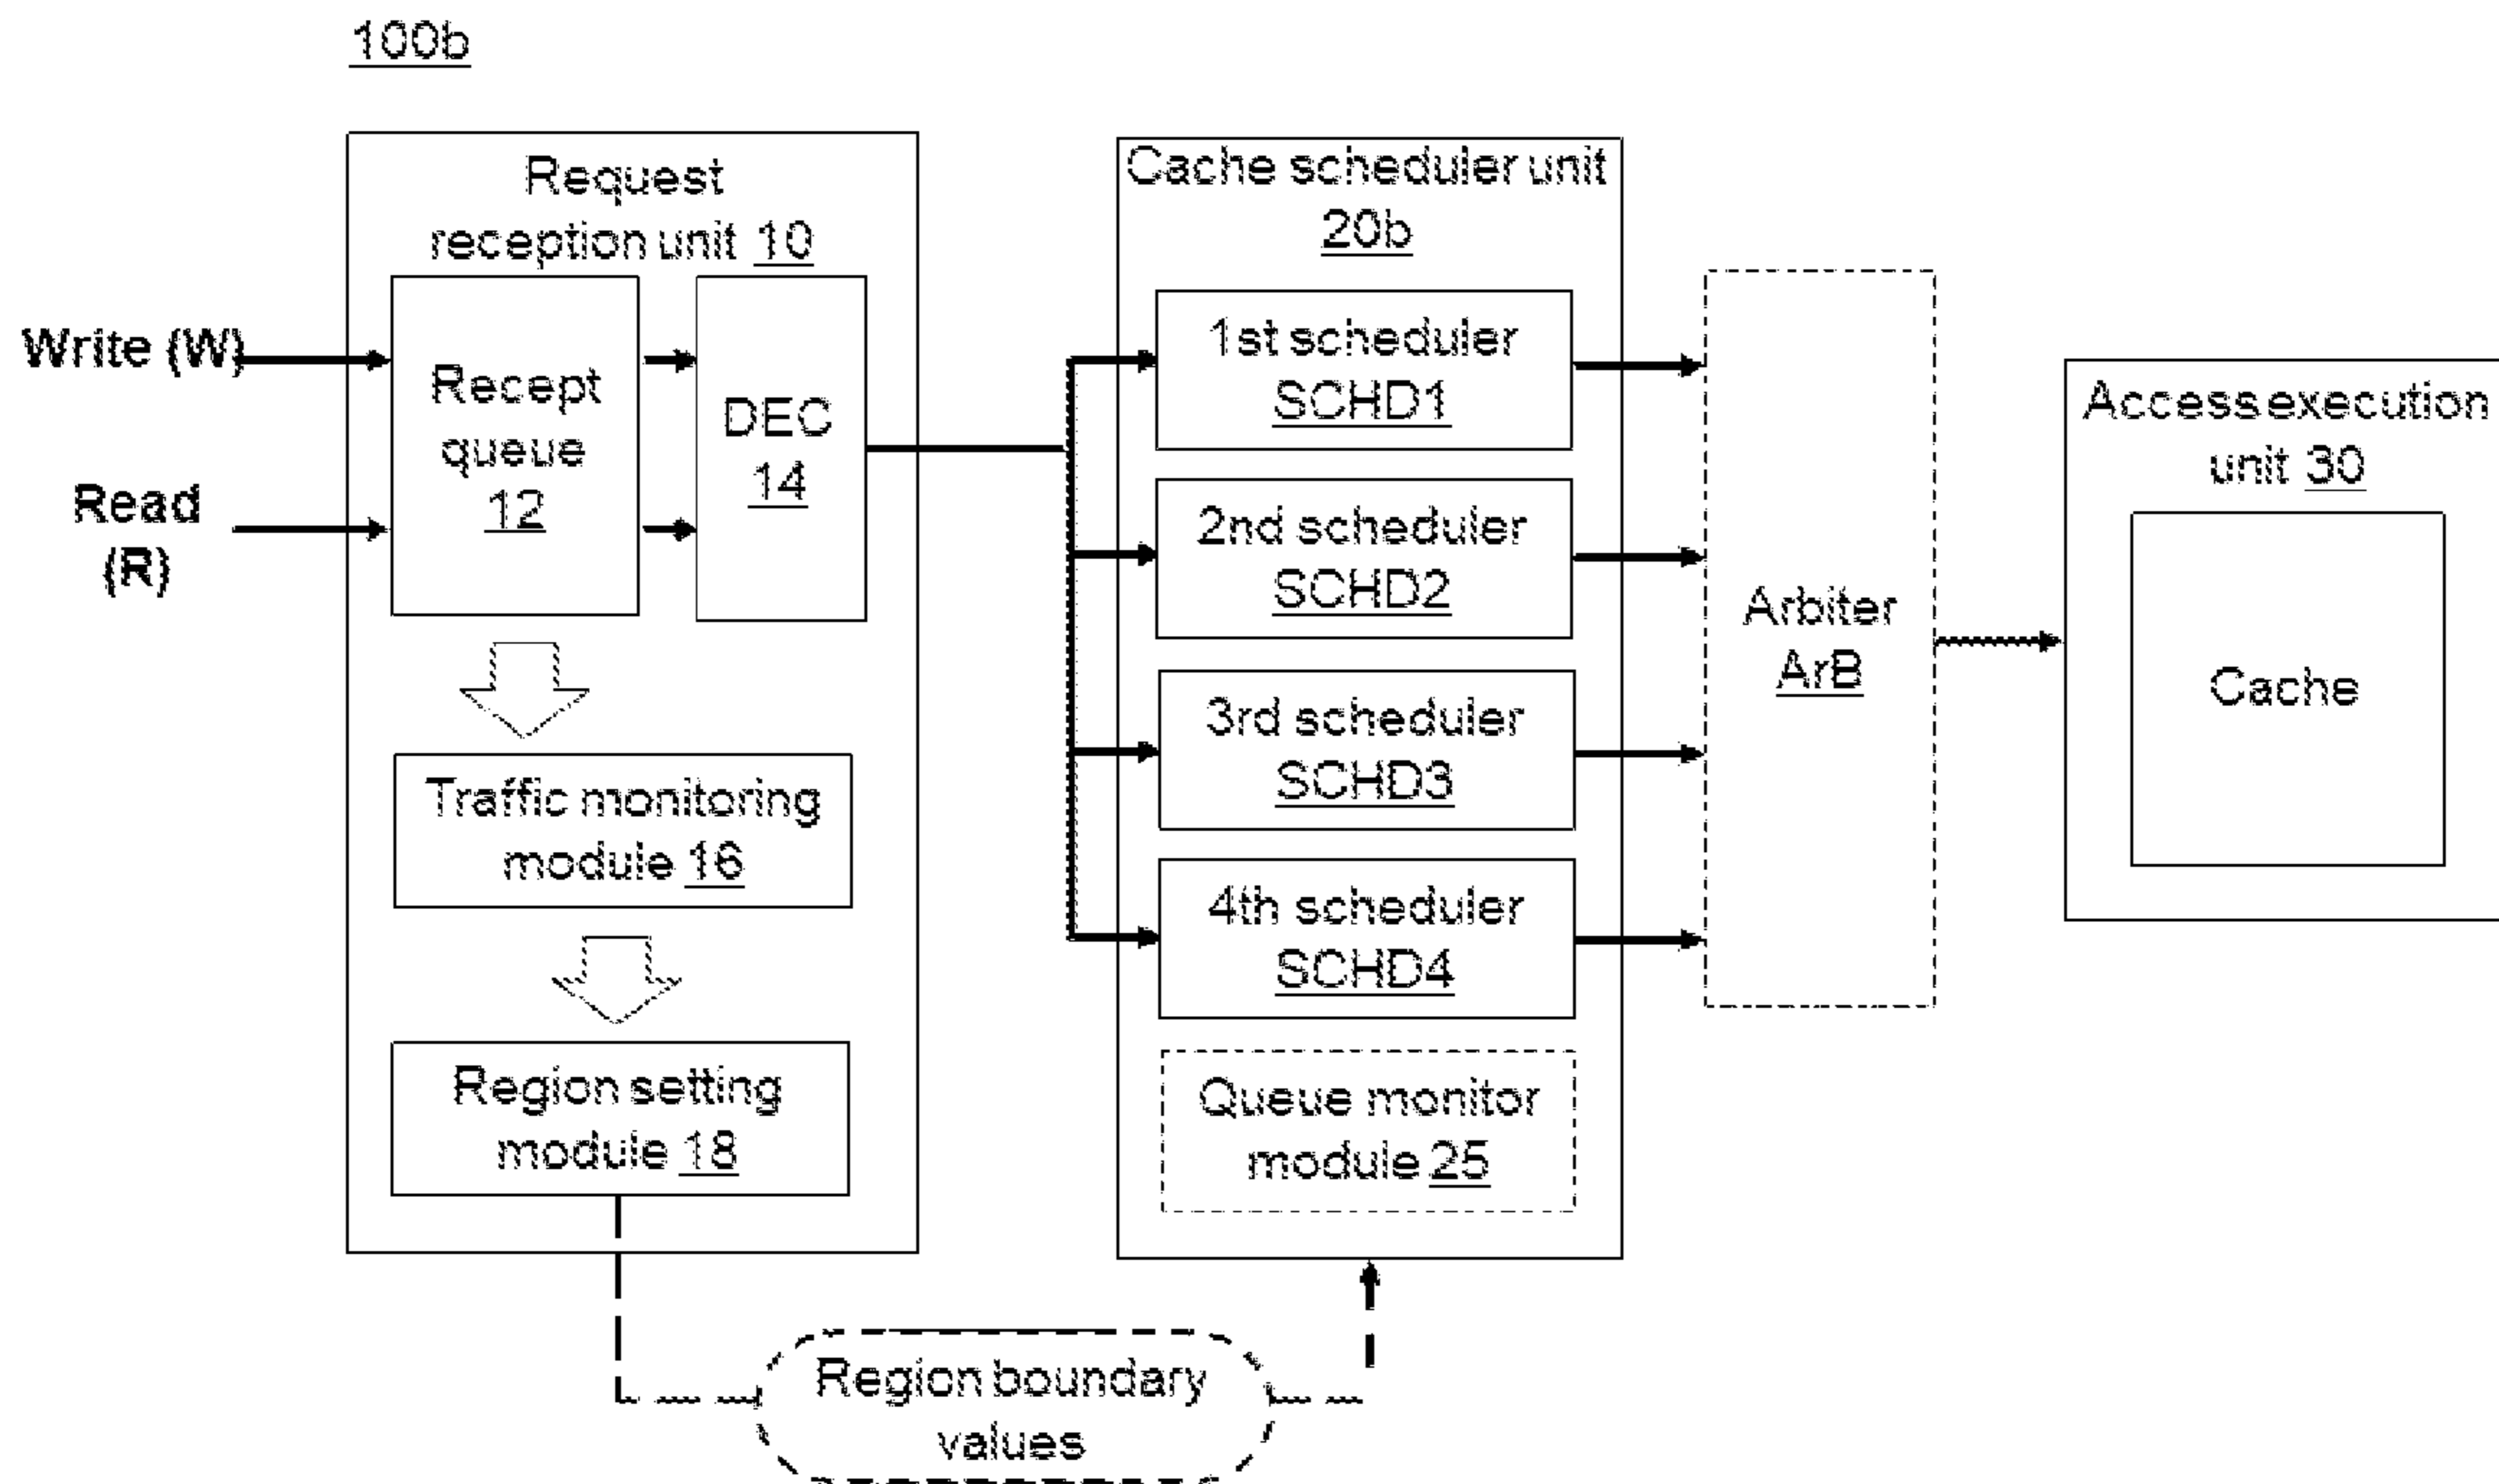 100b
Request
reception unit 10
Write (W)
Read
(R)
Recept
queue
12
DEC
14
Traffic monitoring
module 16
Region setting
module 18
Cache scheduler unit
20b
1st scheduler
SCHD1
2nd scheduler
SCHD2
3rd scheduler
SCHD3
4th scheduler
SCHD4
Queue monitor
module 25
Arbiter
ArB
Access execution
unit 30
Cache
Region boundary
values